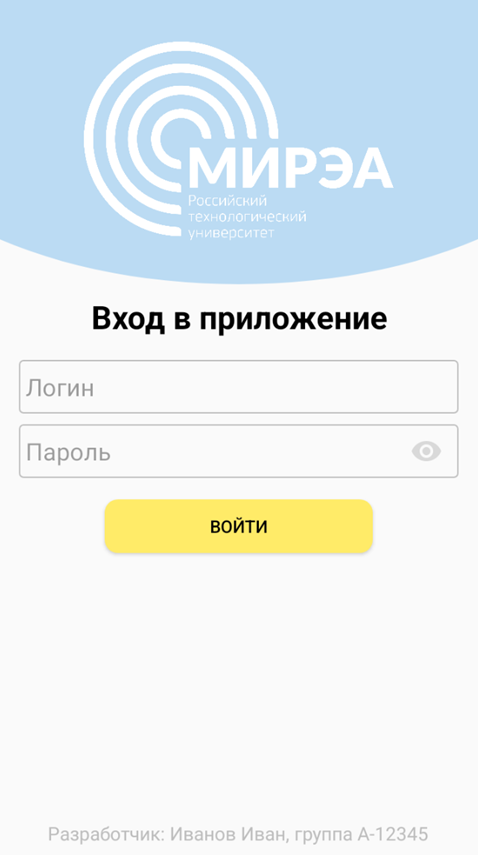 МИРЭА
Российский
технологический
университет
Вход в приложение
Логин
Пароль
ВОЙТИ
Разработчик: Иванов Иван, группа А-12345